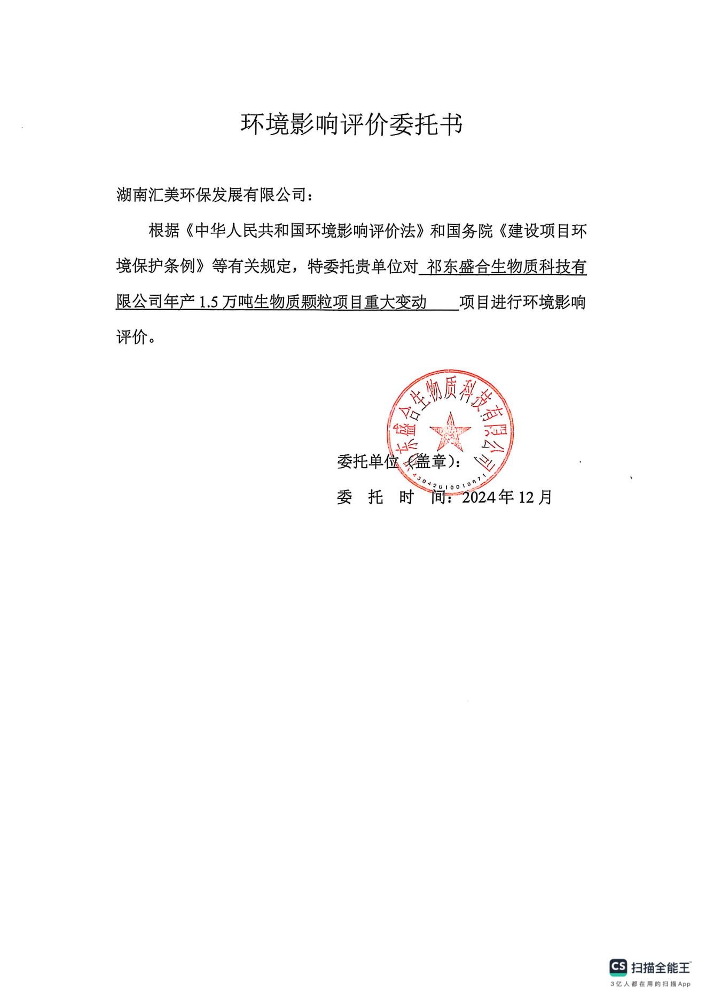 环境影响评价委托书
湖南汇美环保发展有限公司：
根据《中华人民共和国环境影响评价法》和国务院《建设项目环
境保护条例》等有关规定，特委托贵单位对 祁东盛合生物质科技有
限公司年产 1.5 万吨生物质颗粒项目重大变动 项目进行环境影响
评价。
祁东盛合生物质科技有限公司
委托单位（盖章）：
委 托 时 间：2024年 12 月
CS 扫描全能王
3亿人都在用的扫描App